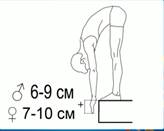 ♂ 6-9 см
♀ 7-10 см
+